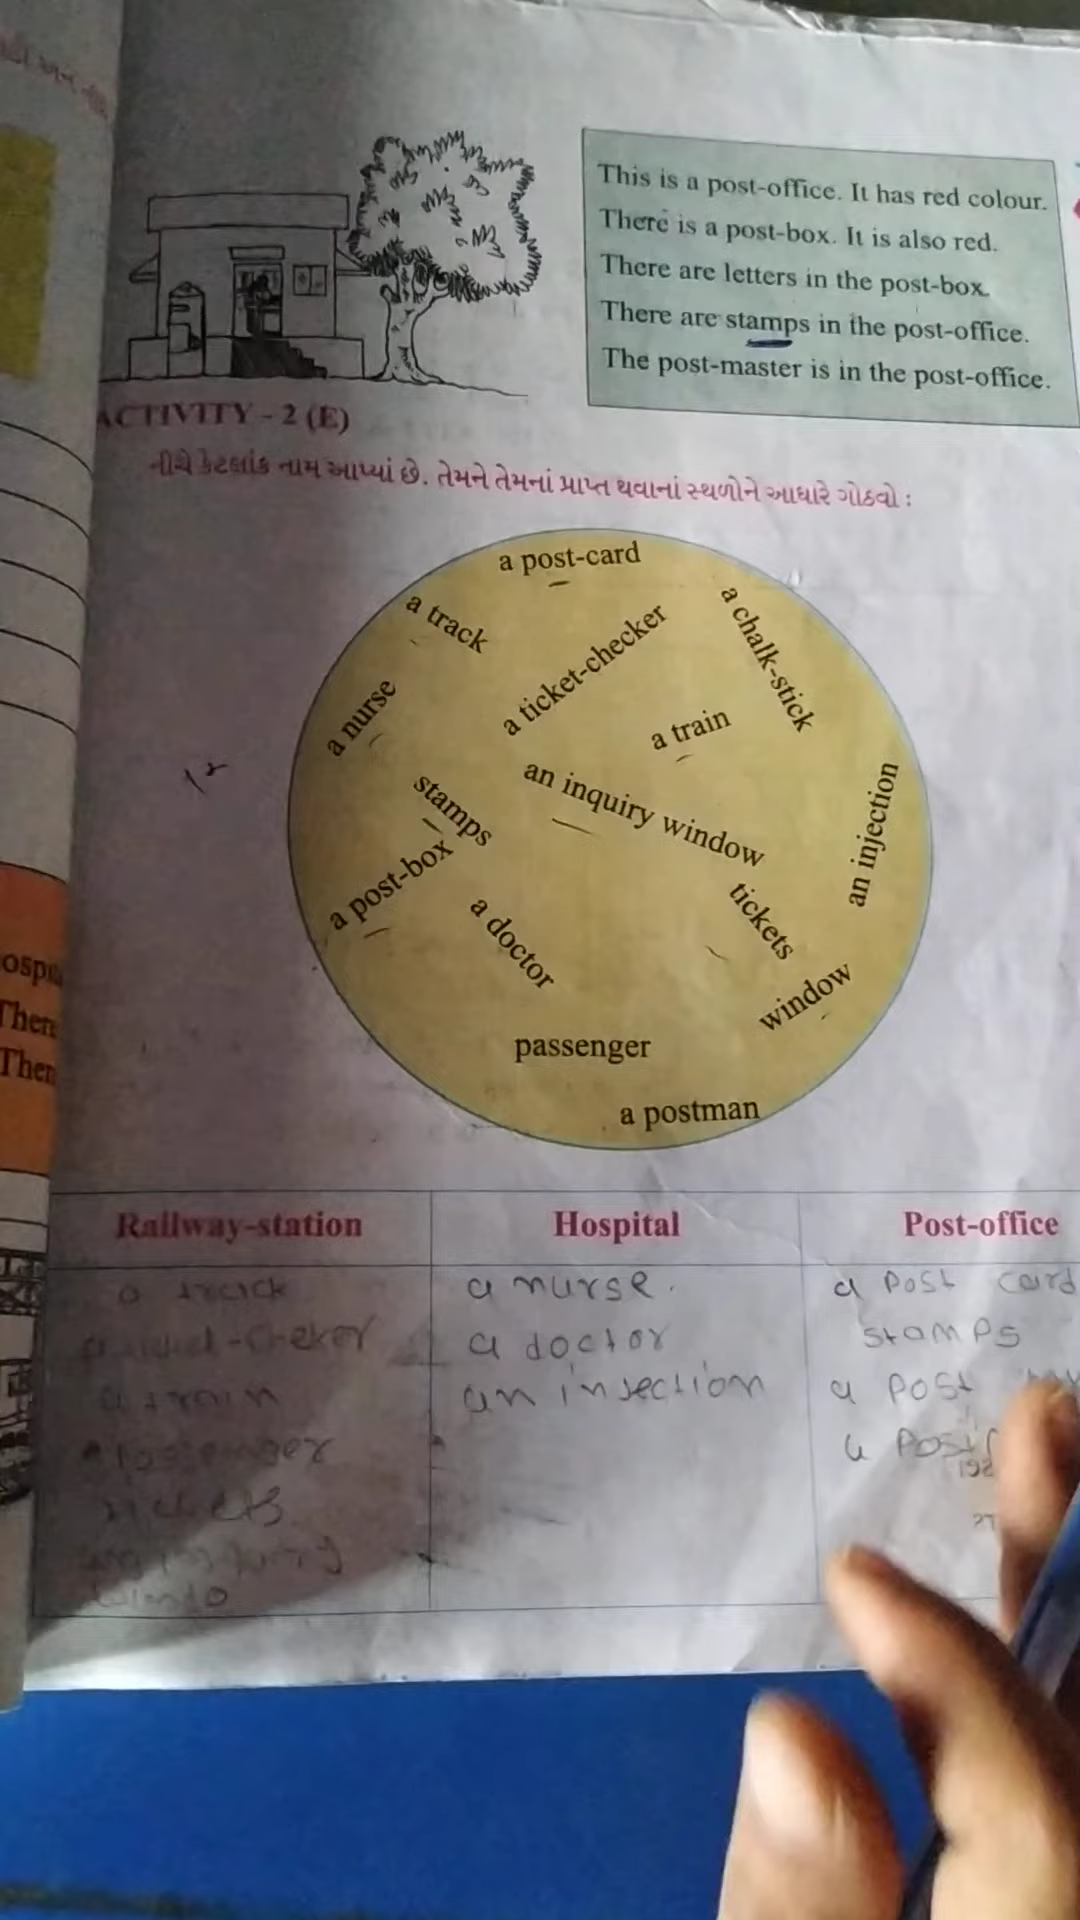 This is a post-office. It has red colour.
There is a post-box. It is also red.
There are letters in the post-box.
There are stamps in the post-office.
The post-master is in the post-office.
ACTIVITY - 2 (E)
નીચે કેટલાંક નામ આપ્યાં છે. તેમને તેમનાં પ્રાપ્ત થવાનાં સ્થળોને આધારે ગોઠવો :
a post-card
a track
a ticket-checker
a chalk-stick
a nurse
a train
an inquiry window
stamps
an injection
a post-box
a doctor
tickets
window
passenger
a postman
Then
Then
Railway-station Hospital Post-office
a track a nurse. a post card
a doctor stamps
a train an injection a post
a